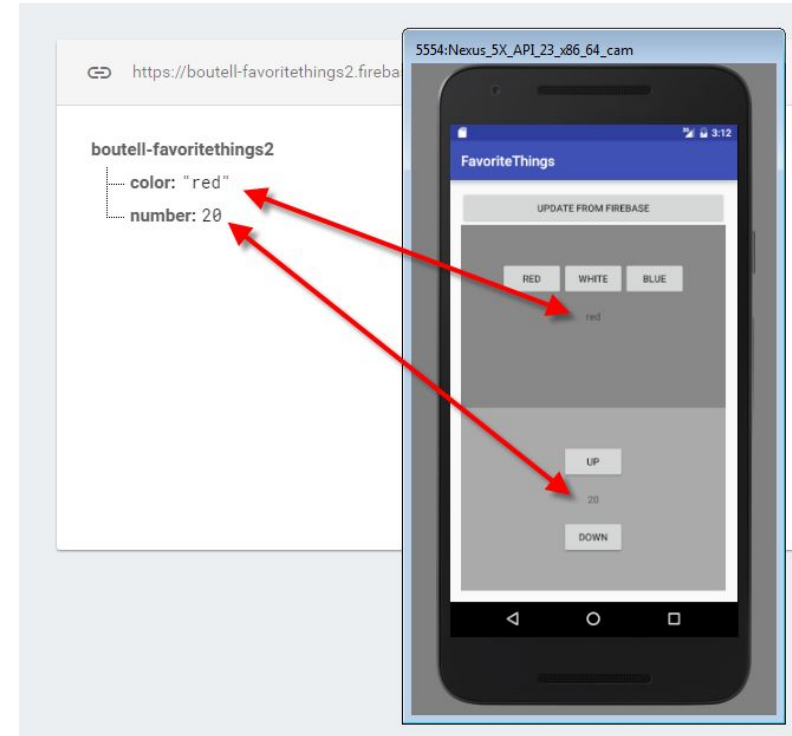 https://boutell-favoritethings2.fireba
boutell-favoritethings2
color: "red"
number: 20
5554:Nexus_5X_API_23_x86_64_cam
3:12
FavoriteThings
UPDATE FROM FIREBASE
RED WHITE BLUE
red
UP
20
DOWN